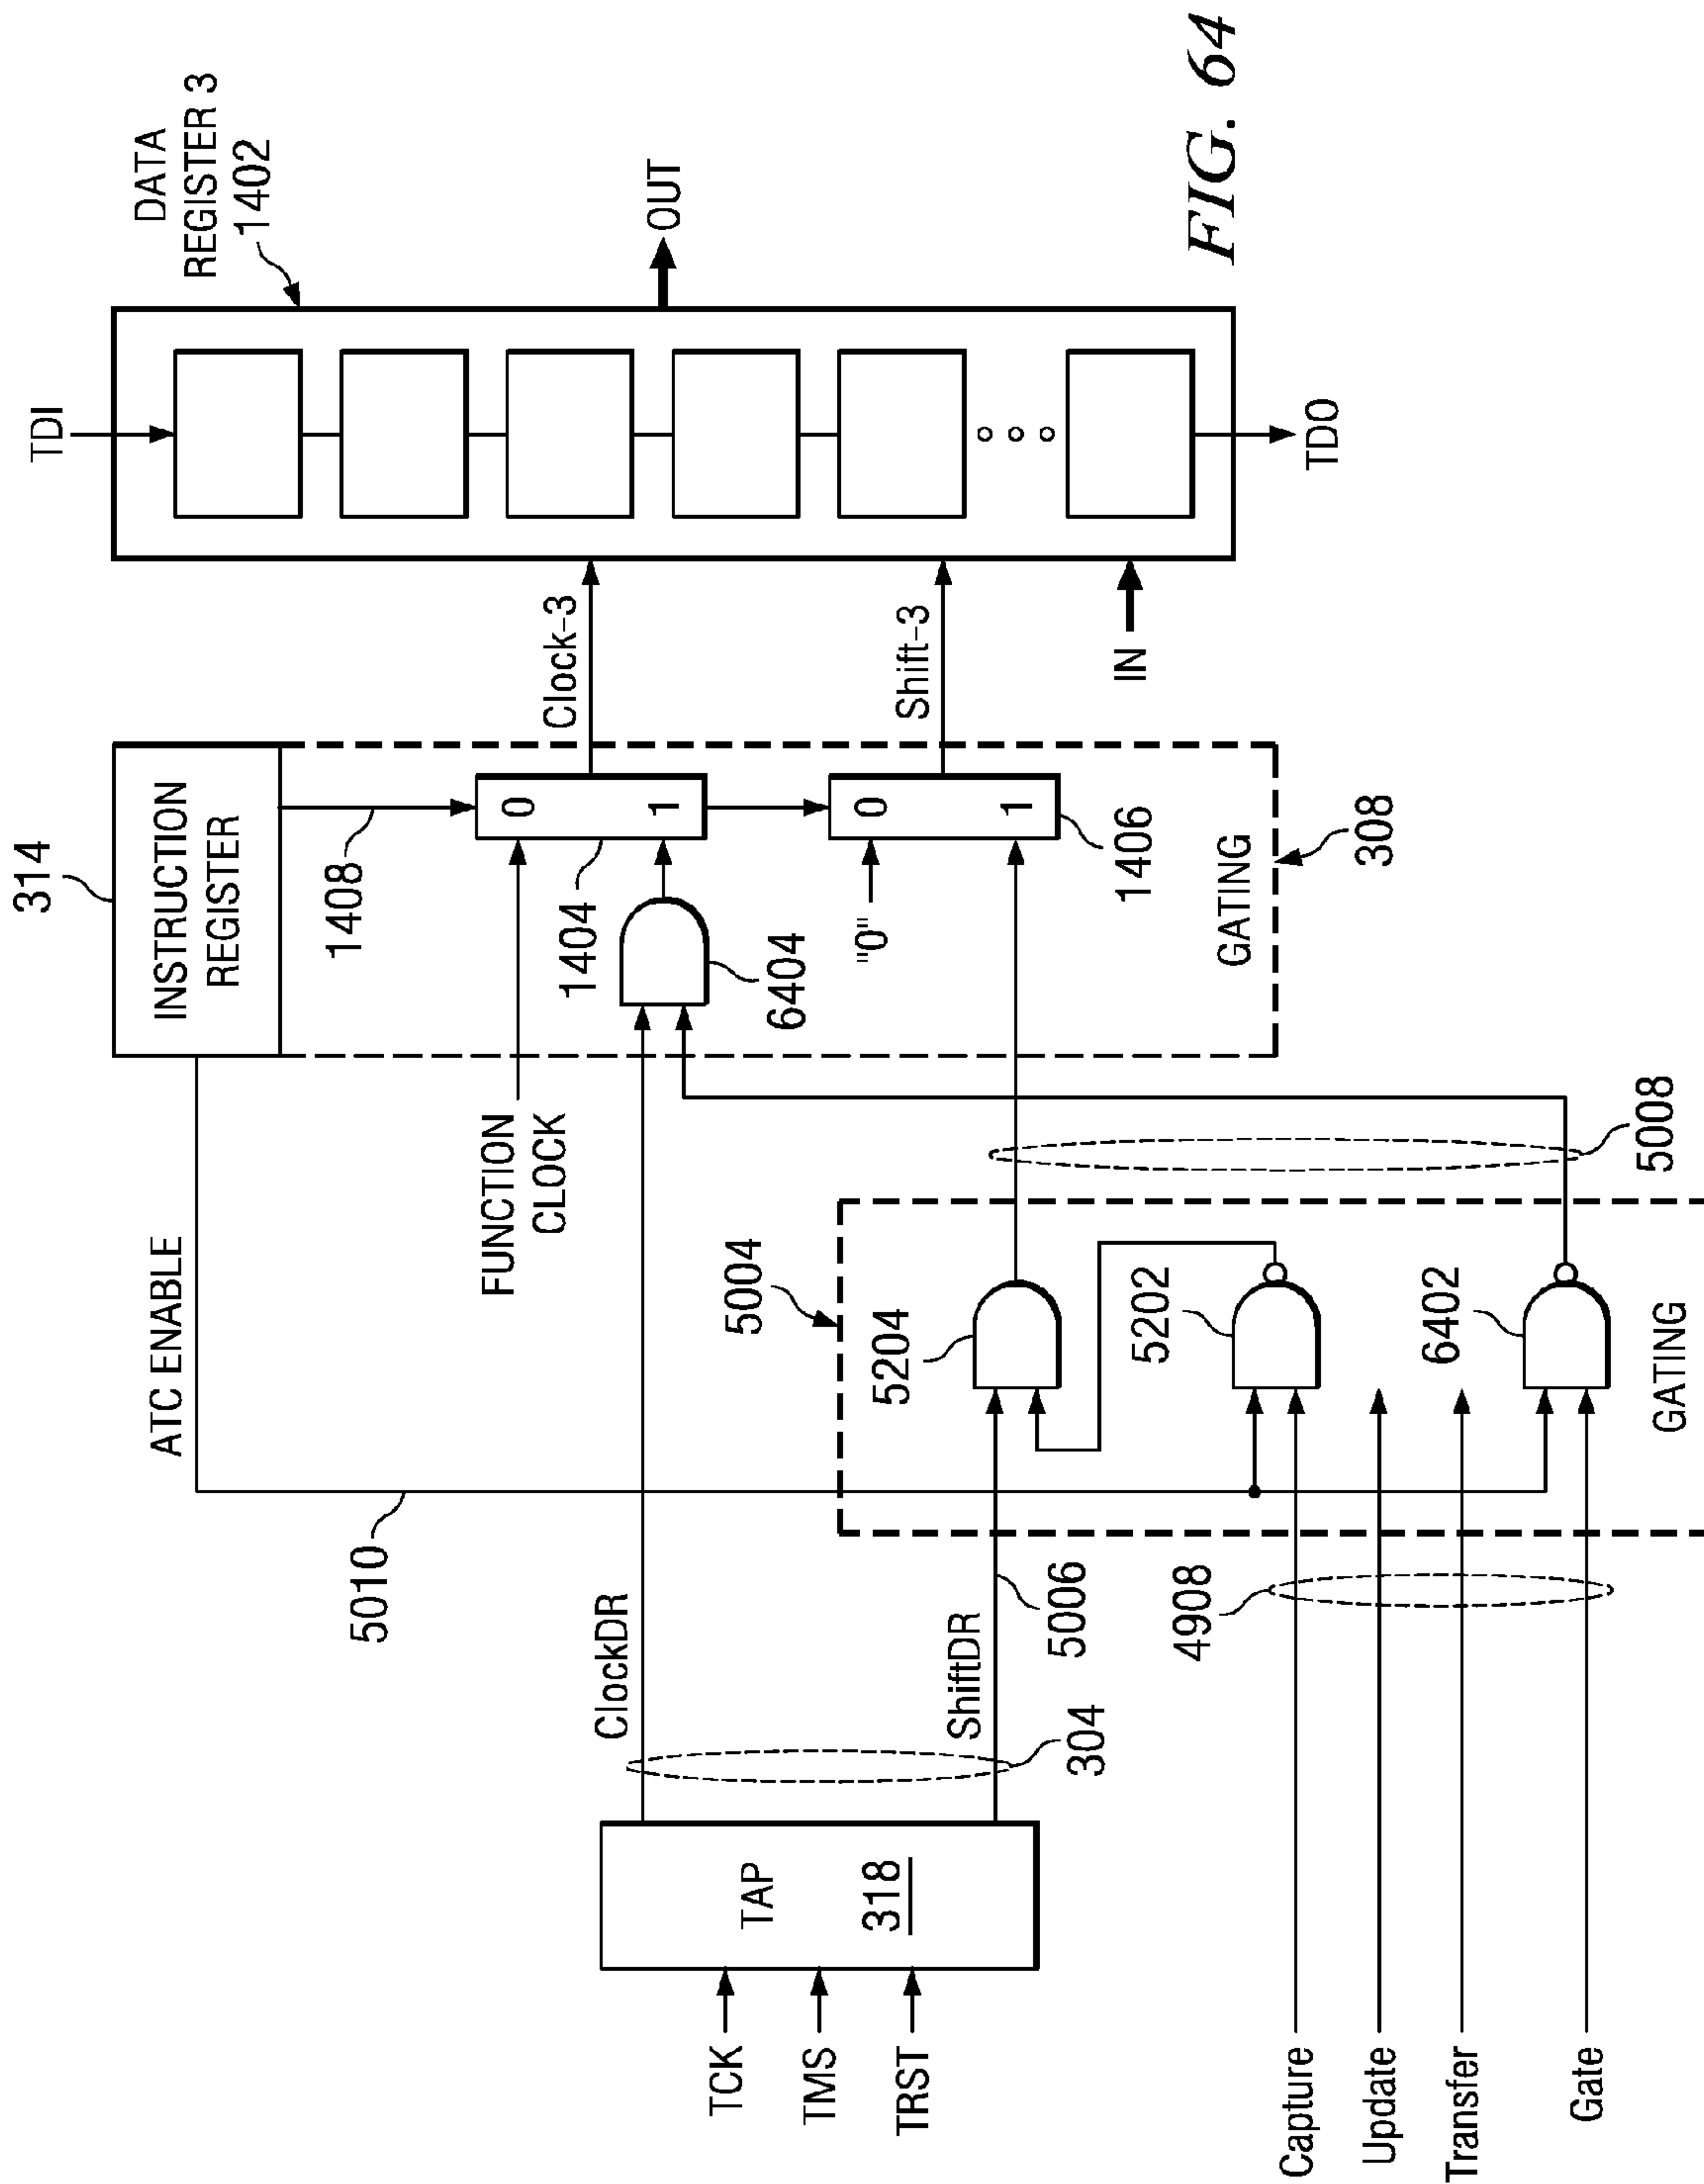 314
INSTRUCTION
REGISTER
1408
ATC ENABLE
5010
FUNCTION
CLOCK
0
1
1404
6404
Clock-3
"0"
0
1
1406
Shift-3
GATING
308
DATA
REGISTER 3
1402
TDI
OUT
IN
TDO
TCK
TMS
TRST
TAP
318
ClockDR
ShiftDR
304
5006
5004
5204
5202
6402
GATING
5008
4908
Capture
Update
Transfer
Gate
FIG. 64